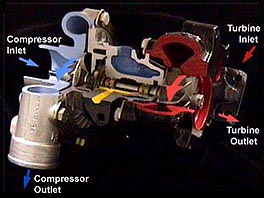 Compressor
Inlet
Turbine
Inlet
Turbine
Outlet
Compressor
Outlet